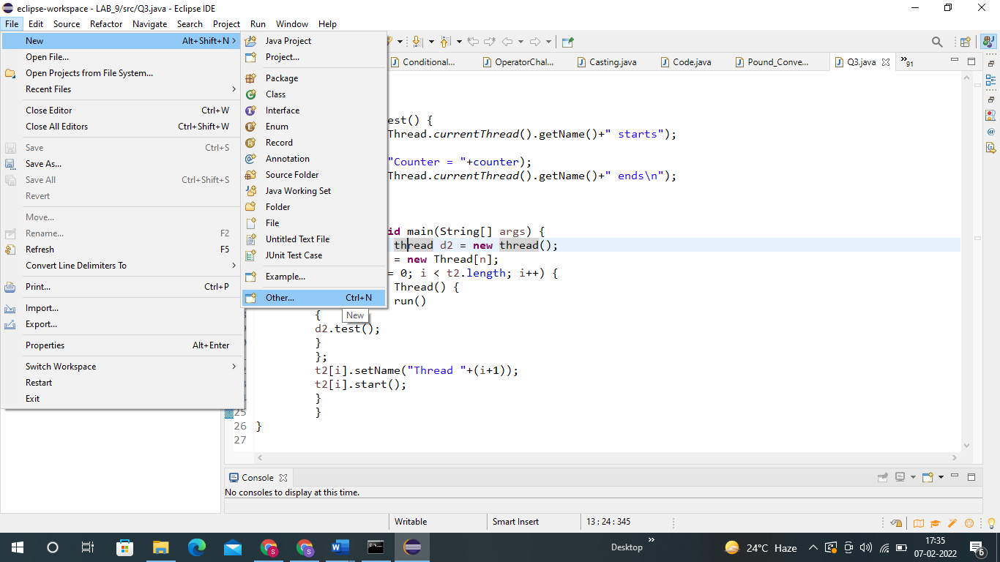 eclipse-workspace - LAB_9/src/Q3.java - Eclipse IDE
File Edit Source Refactor Navigate Search Project Run Window Help
New Alt+Shift+N >
Open File...
Open Projects from File System...
Recent Files >
Close Editor Ctrl+W
Close All Editors Ctrl+Shift+W
Save Ctrl+S
Save As...
Save All Ctrl+Shift+S
Revert
Move...
Rename... F2
Refresh F5
Convert Line Delimiters To >
Print... Ctrl+P
Import...
Export...
Properties Alt+Enter
Switch Workspace >
Restart
Exit
Java Project
Project...
Package
Class
Interface
Enum
Record
Annotation
Source Folder
Java Working Set
Folder
File
Untitled Text File
JUnit Test Case
Example...
Other... Ctrl+N
New
Conditional... OperatorChal... Casting.java Code.java Pound_Conve... Q3.java »91
est() {
Thread.currentThread().getName()+" starts");
"Counter = "+counter);
Thread.currentThread().getName()+" ends\n");
id main(String[] args) {
thread d2 = new thread();
= new Thread[n];
= 0; i < t2.length; i++) {
Thread() {
run()
{
d2.test();
}
};
t2[i].setName("Thread "+(i+1));
t2[i].start();
}
25 }
26 }
27
Console
No consoles to display at this time.
Writable Smart Insert 13 : 24 : 345
Desktop » 24°C Haze 17:35
07-02-2022 6